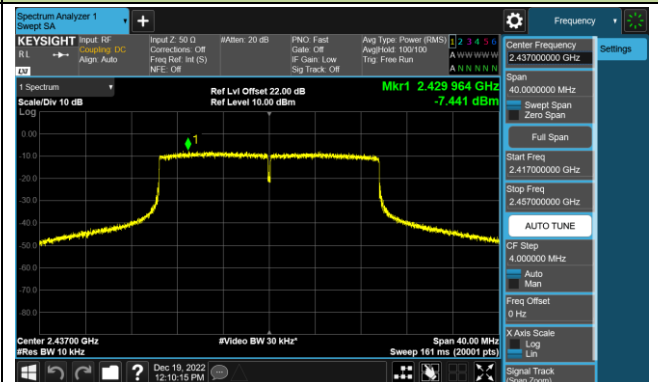 Spectrum Analyzer 1
Swept SA
+
Frequency
KEYSIGHT
RL
Input: RF
Coupling: DC
Align: Auto
Input Z: 50 Ω
Corrections: Off
Freq Ref: Int (S)
NFE: Off
#Atten: 20 dB
PNO: Fast
Gate: Off
IF Gain: Low
Sig Track: Off
Avg Type: Power (RMS)
Avg|Hold: 100/100
Trig: Free Run
1 2 3 4 5 6
A W W W W W
A N N N N N
LXI
1 Spectrum
Scale/Div 10 dB
Log
Ref Lvl Offset 22.00 dB
Ref Level 10.00 dBm
Mkr1 2.429 964 GHz
-7.441 dBm
1
0.00
-10.0
-20.0
-30.0
-40.0
-50.0
-60.0
-70.0
-80.0
Center 2.43700 GHz
#Res BW 10 kHz
#Video BW 30 kHz*
Span 40.00 MHz
Sweep 161 ms (20001 pts)
?
Dec 19, 2022
12:10:15 PM
Center Frequency
2.437000000 GHz
Span
40.0000000 MHz
Swept Span
Zero Span
Full Span
Start Freq
2.417000000 GHz
Stop Freq
2.457000000 GHz
AUTO TUNE
CF Step
4.000000 MHz
Auto
Man
Freq Offset
0 Hz
X Axis Scale
Log
Lin
Signal Track
(Span Zoom)
Settings